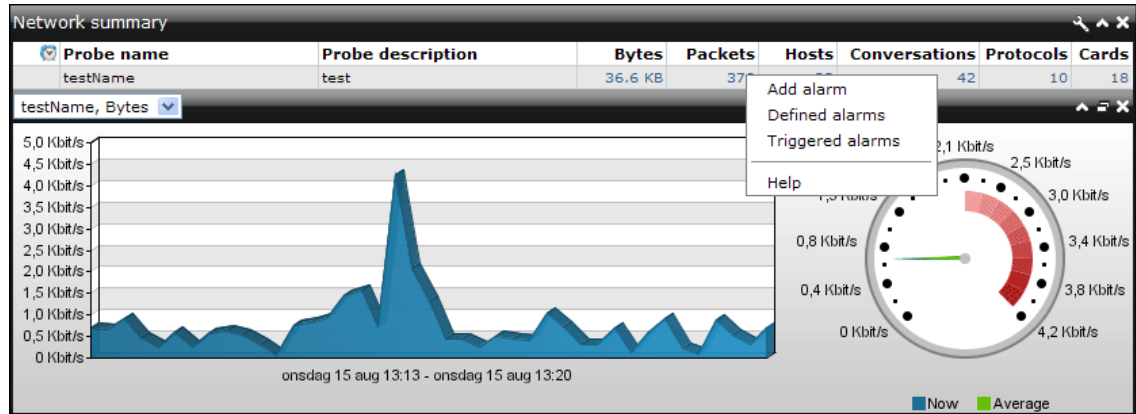 Network summary
Probe name Probe description Bytes Packets Hosts Conversations Protocols Cards
testName test 36.6 KB 42 10 18
testName, Bytes
Add alarm
Defined alarms
Triggered alarms
Help
5,0 Kbit/s
4,5 Kbit/s
4,0 Kbit/s
3,5 Kbit/s
3,0 Kbit/s
2,5 Kbit/s
2,0 Kbit/s
1,5 Kbit/s
1,0 Kbit/s
0,5 Kbit/s
0 Kbit/s
onsdag 15 aug 13:13 - onsdag 15 aug 13:20
2,1 Kbit/s
2,5 Kbit/s
3,0 Kbit/s
0,8 Kbit/s
3,4 Kbit/s
0,4 Kbit/s
3,8 Kbit/s
0 Kbit/s
4,2 Kbit/s
Now Average